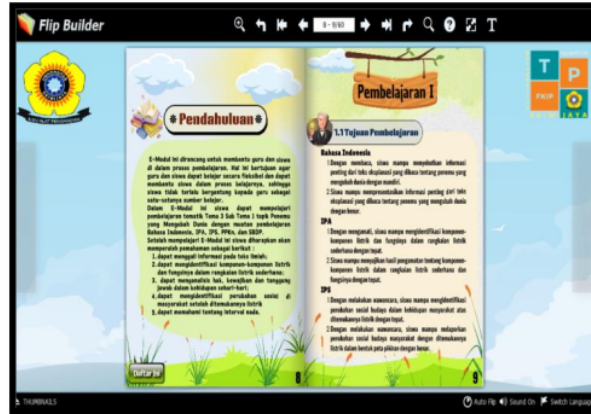 Flip Builder
8 - 9/60
T
P
FKIP
JAYA
Pendahuluan
E-Modul ini dirancang untuk membantu guru dan siswa
di dalam proses pembelajaran. Hal ini bertujuan agar
guru dan siswa dapat belajar secara fleksibel dan dapat
membantu siswa dalam proses belajarnya, sehingga
siswa tidak terlalu bergantung kepada guru sebagai
satu-satunya sumber belajar.
Dalam E-Modul ini siswa dapat mempelajari
pembelajaran tematik Tema 3 Sub Tema 1 topik Penemu
yang Mengubah Dunia dengan muatan pembelajaran
Bahasa Indonesia, IPA, IPS, PPKn, dan SBDP.
Setelah mempelajari E-Modul ini siswa diharapkan akan
memperoleh pemahaman sebagai berikut :
1. dapat menggali informasi pada teks ilmiah;
2. dapat mengidentifikasi komponen-komponen listrik
dan fungsinya dalam rangkaian listrik sederhana;
3. dapat menganalisis hak, kewajiban dan tanggung
jawab dalam kehidupan sehari-hari;
4. dapat mengidentifikasi perubahan sosial di
masyarakat setelah ditemukannya listrik
5. dapat memahami tentang interval nada.
Daftar Isi
8
Pembelajaran I
1.1 Tujuan Pembelajaran
Bahasa Indonesia
1 Dengan membaca, siswa mampu menyebutkan informasi
penting dari teks eksplanasi yang dibaca tentang penemu yang
mengubah dunia dengan mandiri.
2 Siswa mampu mempresentasikan informasi penting dari teks
eksplanasi yang dibaca tentang penemu yang mengubah dunia
dengan benar.
IPA
1 Dengan mengamati, siswa mampu mengidentifikasi komponen-
komponen listrik dan fungsinya dalam rangkaian listrik
sederhana dengan tepat.
2 Siswa mampu menyajikan hasil pengamatan tentang komponen-
komponen listrik dalam rangkaian listrik sederhana dan
fungsinya dengan tepat.
IPS
1 Dengan melakukan wawancara, siswa mampu mengidentifikasi
perubahan sosial budaya masyarakat dalam kehidupan atas
ditemukannya listrik dengan tepat.
2 Dengan melakukan wawancara, siswa mampu melaporkan
perubahan sosial budaya masyarakat dengan ditemukannya
listrik dalam bentuk peta pikiran dengan benar.
9
THUMBNAILS
Auto Flip
Sound On
Switch Language